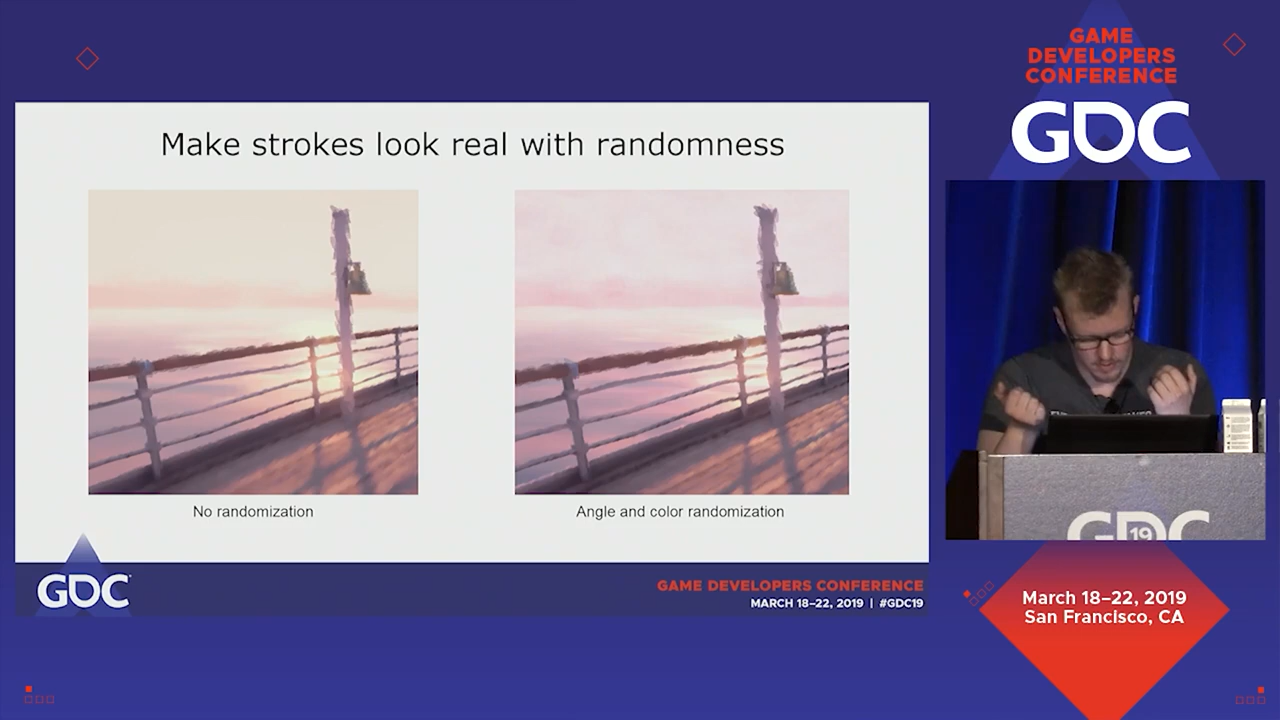 GAME
DEVELOPERS
CONFERENCE
GDC
Make strokes look real with randomness
No randomization
Angle and color randomization
GDC
GAME DEVELOPERS CONFERENCE
MARCH 18–22, 2019 | #GDC19
GDC
19
March 18–22, 2019
San Francisco, CA